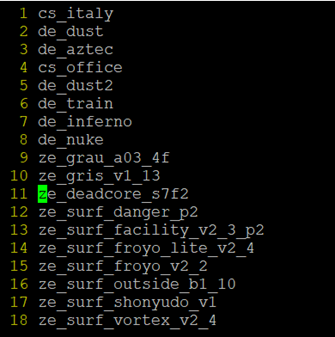 1 cs_italy
2 de_dust
3 de_aztec
4 cs_office
5 de_dust2
6 de_train
7 de_inferno
8 de_nuke
9 ze_grau_a03_4f
10 ze_gris_v1_13
11 ze_deadcore_s7f2
12 ze_surf_danger_p2
13 ze_surf_facility_v2_3_p2
14 ze_surf_froyo_lite_v2_4
15 ze_surf_froyo_v2_2
16 ze_surf_outside_b1_10
17 ze_surf_shonyudo_v1
18 ze_surf_vortex_v2_4